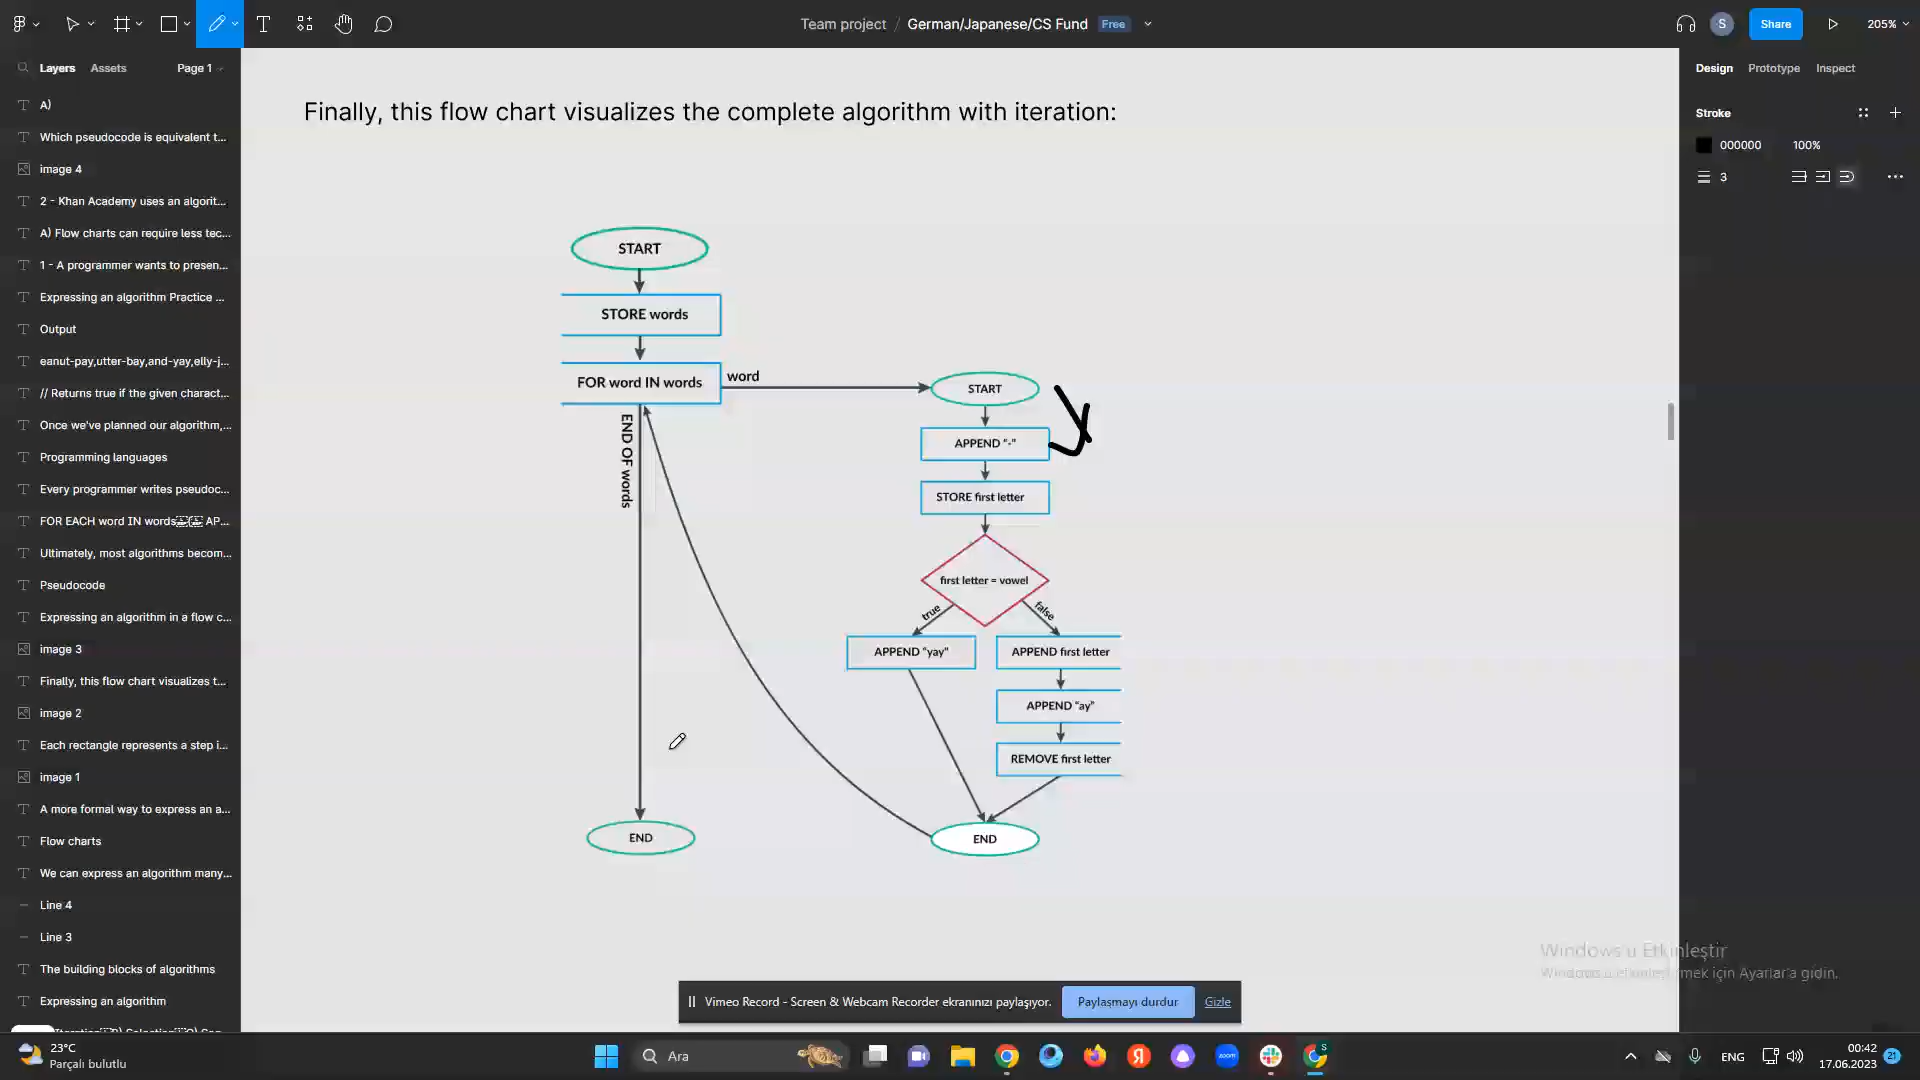 Team project / German/Japanese/CS Fund Free
S
Share
205%
Layers Assets Page 1
Design Prototype Inspect
A)
Which pseudocode is equivalent t...
image 4
2 - Khan Academy uses an algorit...
A) Flow charts can require less tec...
1 - A programmer wants to presen...
Expressing an algorithm Practice ...
Output
eanut-pay,utter-bay,and-yay,elly-j...
// Returns true if the given charact...
Once we've planned our algorithm,...
Programming languages
Every programmer writes pseudoc...
FOR EACH word IN words AP...
Ultimately, most algorithms becom...
Pseudocode
Expressing an algorithm in a flow c...
image 3
Finally, this flow chart visualizes t...
image 2
Each rectangle represents a step i...
image 1
A more formal way to express an a...
Flow charts
We can express an algorithm many...
Line 4
Line 3
The building blocks of algorithms
Expressing an algorithm
Stroke
000000 100%
3
Finally, this flow chart visualizes the complete algorithm with iteration:
START
STORE words
FOR word IN words
word
END OF words
END
START
APPEND "-"
STORE first letter
first letter = vowel
true
false
APPEND "yay"
APPEND first letter
APPEND "ay"
REMOVE first letter
END
Windows'u Etkinleştir
Windows'u etkinleştirmek için Ayarlar'a gidin.
Vimeo Record - Screen & Webcam Recorder ekranınızı paylaşıyor.
Paylaşmayı durdur
Gizle
23°C
Parçalı bulutlu
Ara
zoom
S
ENG
00:42
17.06.2023
21